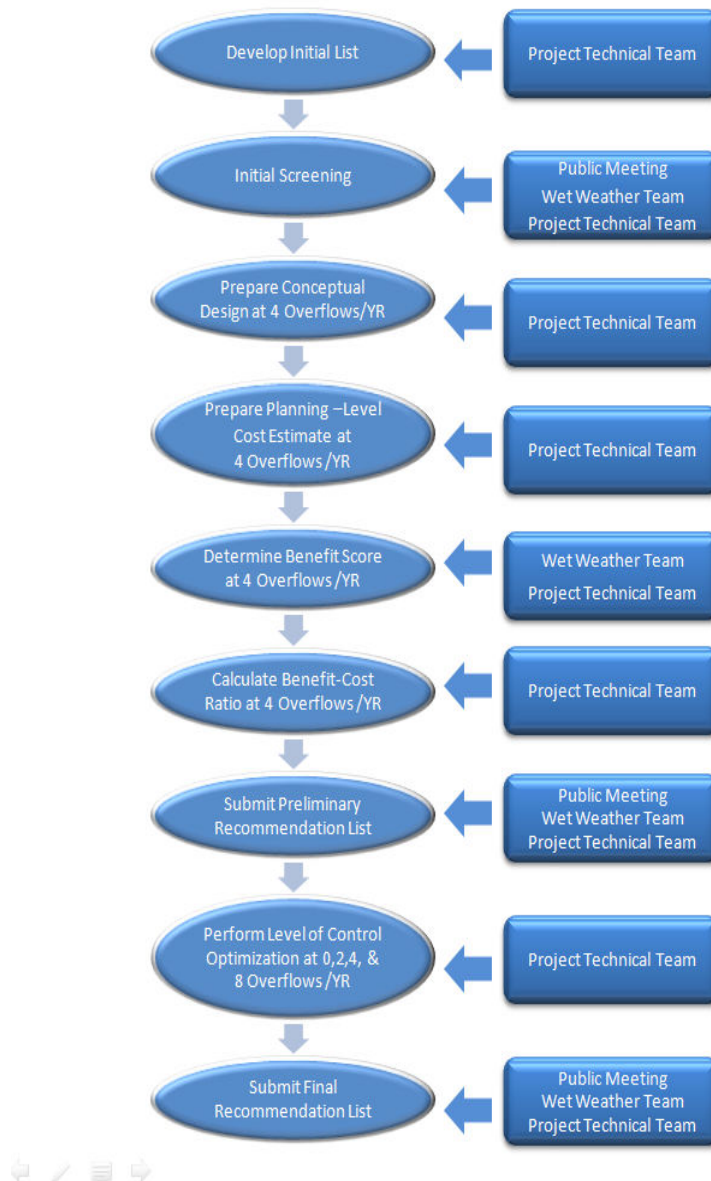 Develop Initial List
Project Technical Team
Initial Screening
Public Meeting
Wet Weather Team
Project Technical Team
Prepare Conceptual
Design at 4 Overflows/YR
Project Technical Team
Prepare Planning –Level
Cost Estimate at
4 Overflows /YR
Project Technical Team
Determine Benefit Score
at 4 Overflows /YR
Wet Weather Team
Project Technical Team
Calculate Benefit-Cost
Ratio at 4 Overflows /YR
Project Technical Team
Submit Preliminary
Recommendation List
Public Meeting
Wet Weather Team
Project Technical Team
Perform Level of Control
Optimization at 0,2,4, &
8 Overflows /YR
Project Technical Team
Submit Final
Recommendation List
Public Meeting
Wet Weather Team
Project Technical Team